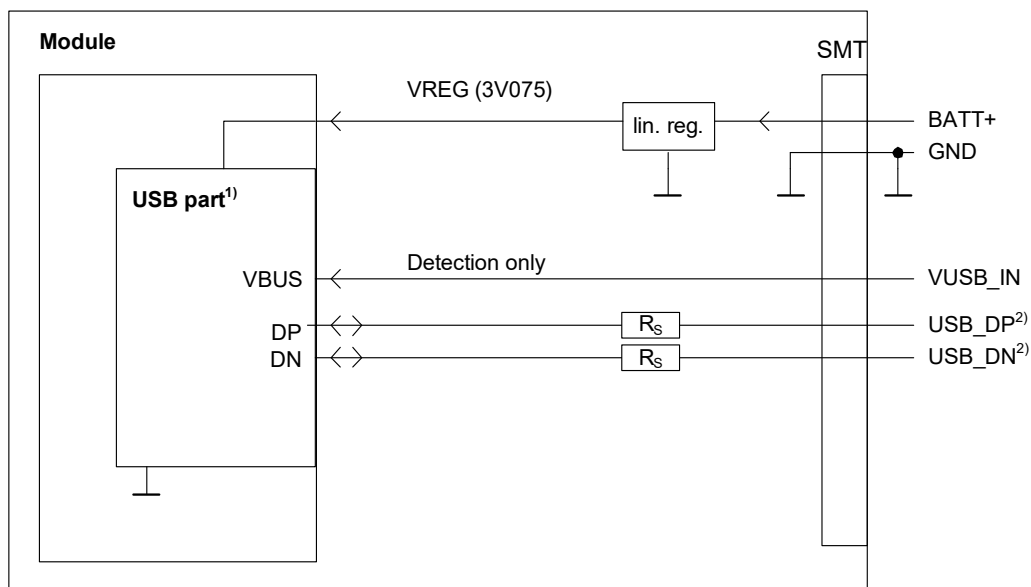 Module
SMT
VREG (3V075)
lin. reg.
BATT+
GND
USB part1)
Detection only
VBUS
VUSB_IN
RS
USB_DP2)
DP
RS
USB_DN2)
DN